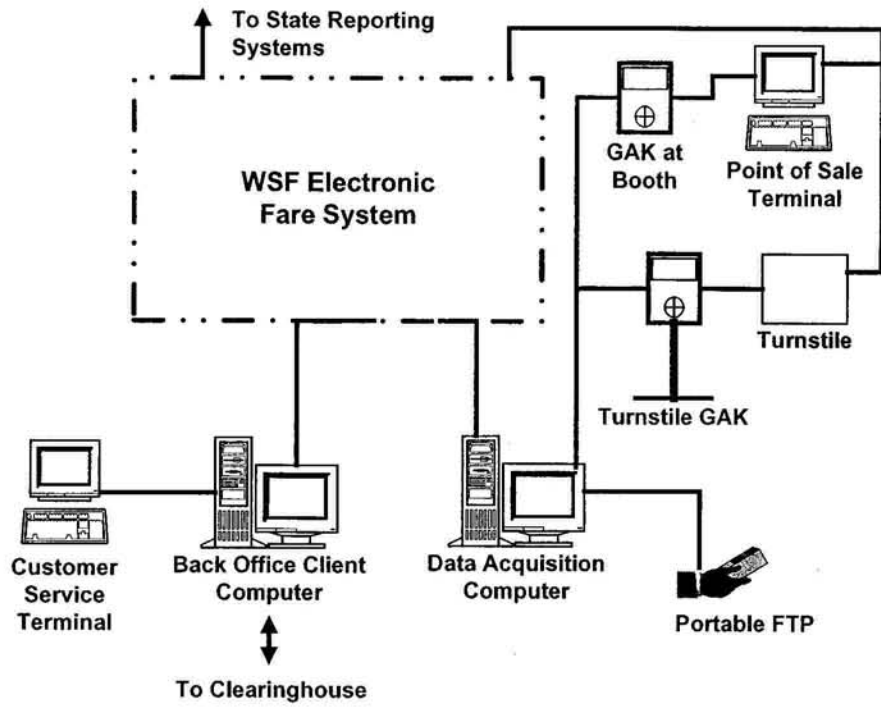 To State Reporting
Systems
WSF Electronic
Fare System
GAK at
Booth
Point of Sale
Terminal
Turnstile
Turnstile GAK
Customer
Service
Terminal
Back Office Client
Computer
Data Acquisition
Computer
Portable FTP
To Clearinghouse